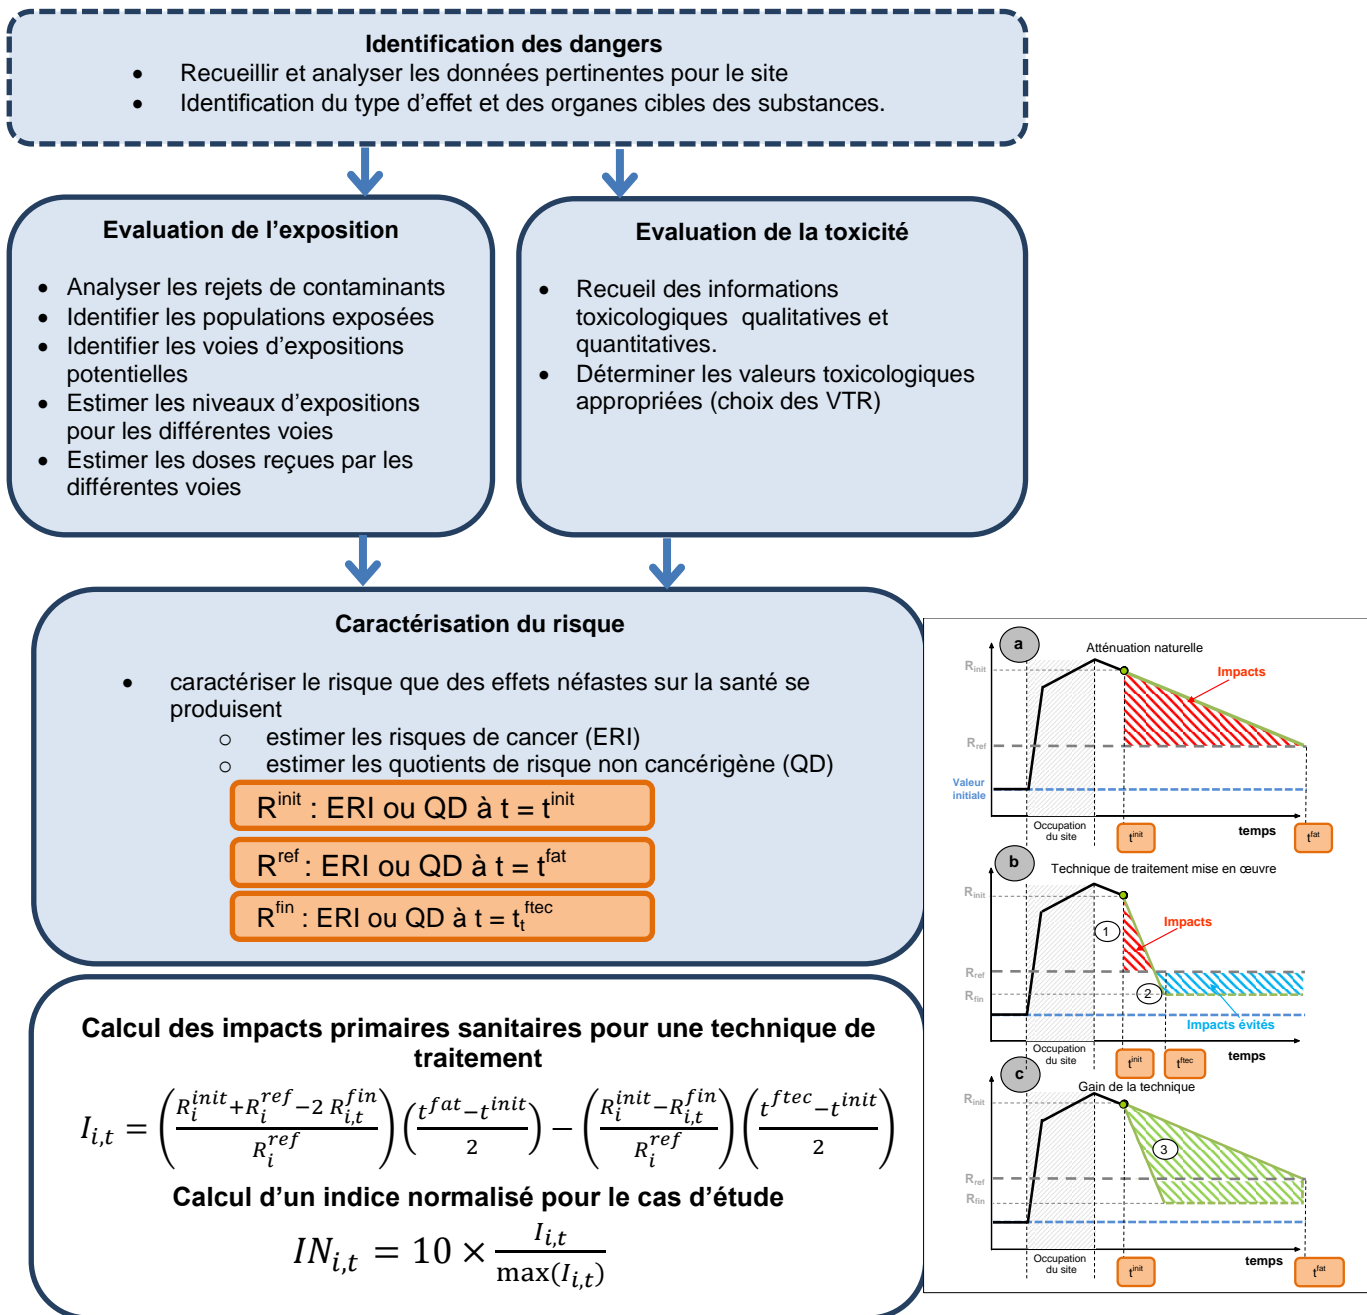 Identification des dangers
• Recueillir et analyser les données pertinentes pour le site
• Identification du type d'effet et des organes cibles des substances.
Evaluation de l'exposition
• Analyser les rejets de contaminants
• Identifier les populations exposées
• Identifier les voies d'expositions
potentielles
• Estimer les niveaux d'expositions
pour les différentes voies
• Estimer les doses reçues par les
différentes voies
Evaluation de la toxicité
• Recueil des informations
toxicologiques qualitatives et
quantitatives.
• Déterminer les valeurs toxicologiques
appropriées (choix des VTR)
Caractérisation du risque
• caractériser le risque que des effets néfastes sur la santé se
produisent
o estimer les risques de cancer (ERI)
o estimer les quotients de risque non cancérigène (QD)
R^init : ERI ou QD à t = t^init
R^ref : ERI ou QD à t = t^fat
R^fin : ERI ou QD à t = t_t^ftec
Calcul des impacts primaires sanitaires pour une technique de
traitement
I_{i,t} = ((R_i^{init}+R_i^{ref}−2 R_{i,t}^{fin})/R_i^{ref}) ((t^{fat}−t^{init})/2) − ((R_i^{init}−R_{i,t}^{fin})/R_i^{ref}) ((t^{ftec}−t^{init})/2)
Calcul d'un indice normalisé pour le cas d'étude
IN_{i,t} = 10 × I_{i,t}/max(I_{i,t})
a
Atténuation naturelle
R_init
Impacts
R_ref
Valeur
initiale
Occupation
du site
t^init
temps
t^fat
b
Technique de traitement mise en œuvre
R_init
1
Impacts
R_ref
R_fin
2
Impacts évités
Occupation
du site
t^init
t^ftec
temps
c
Gain de la technique
R_init
3
R_ref
R_fin
Occupation
du site
t^init
temps
t^fat